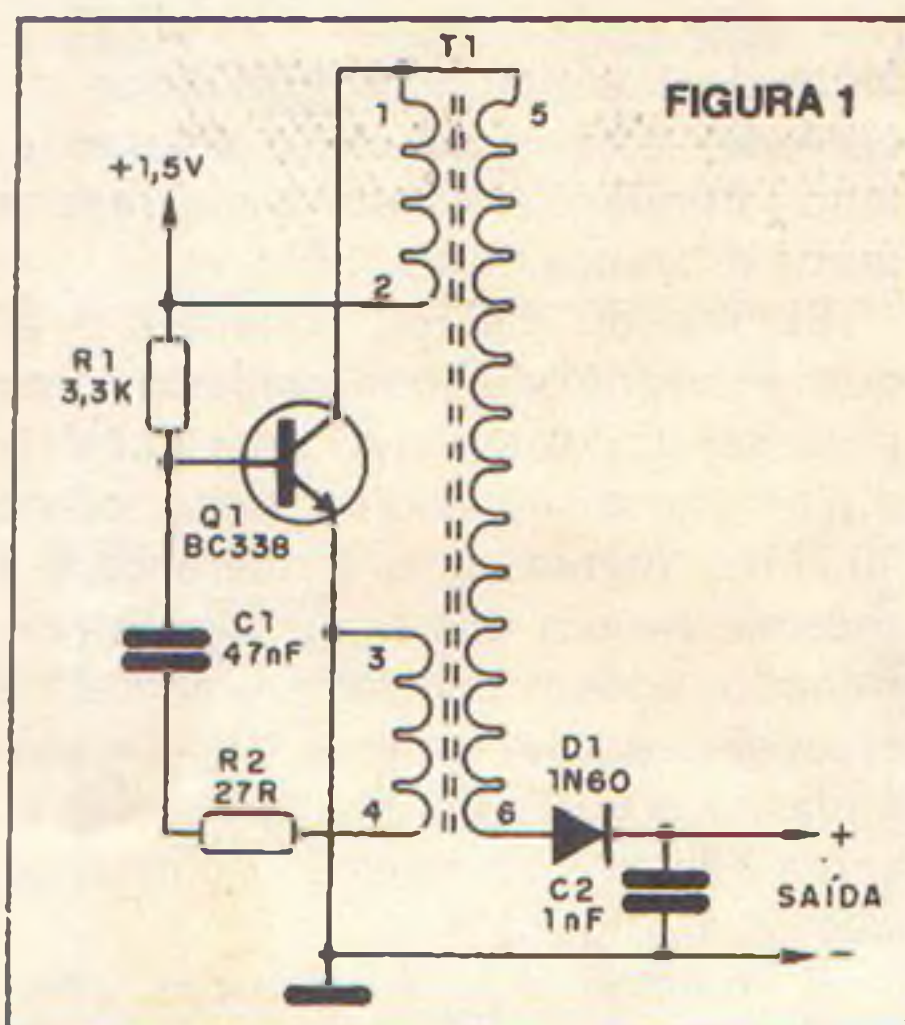 T1
FIGURA 1
1
5
+1,5V
2
R1
3,3K
Q1
BC338
C1
47nF
3
R2
27R
4
6
D1
1N60
C2
1nF
+
SAÍDA
-